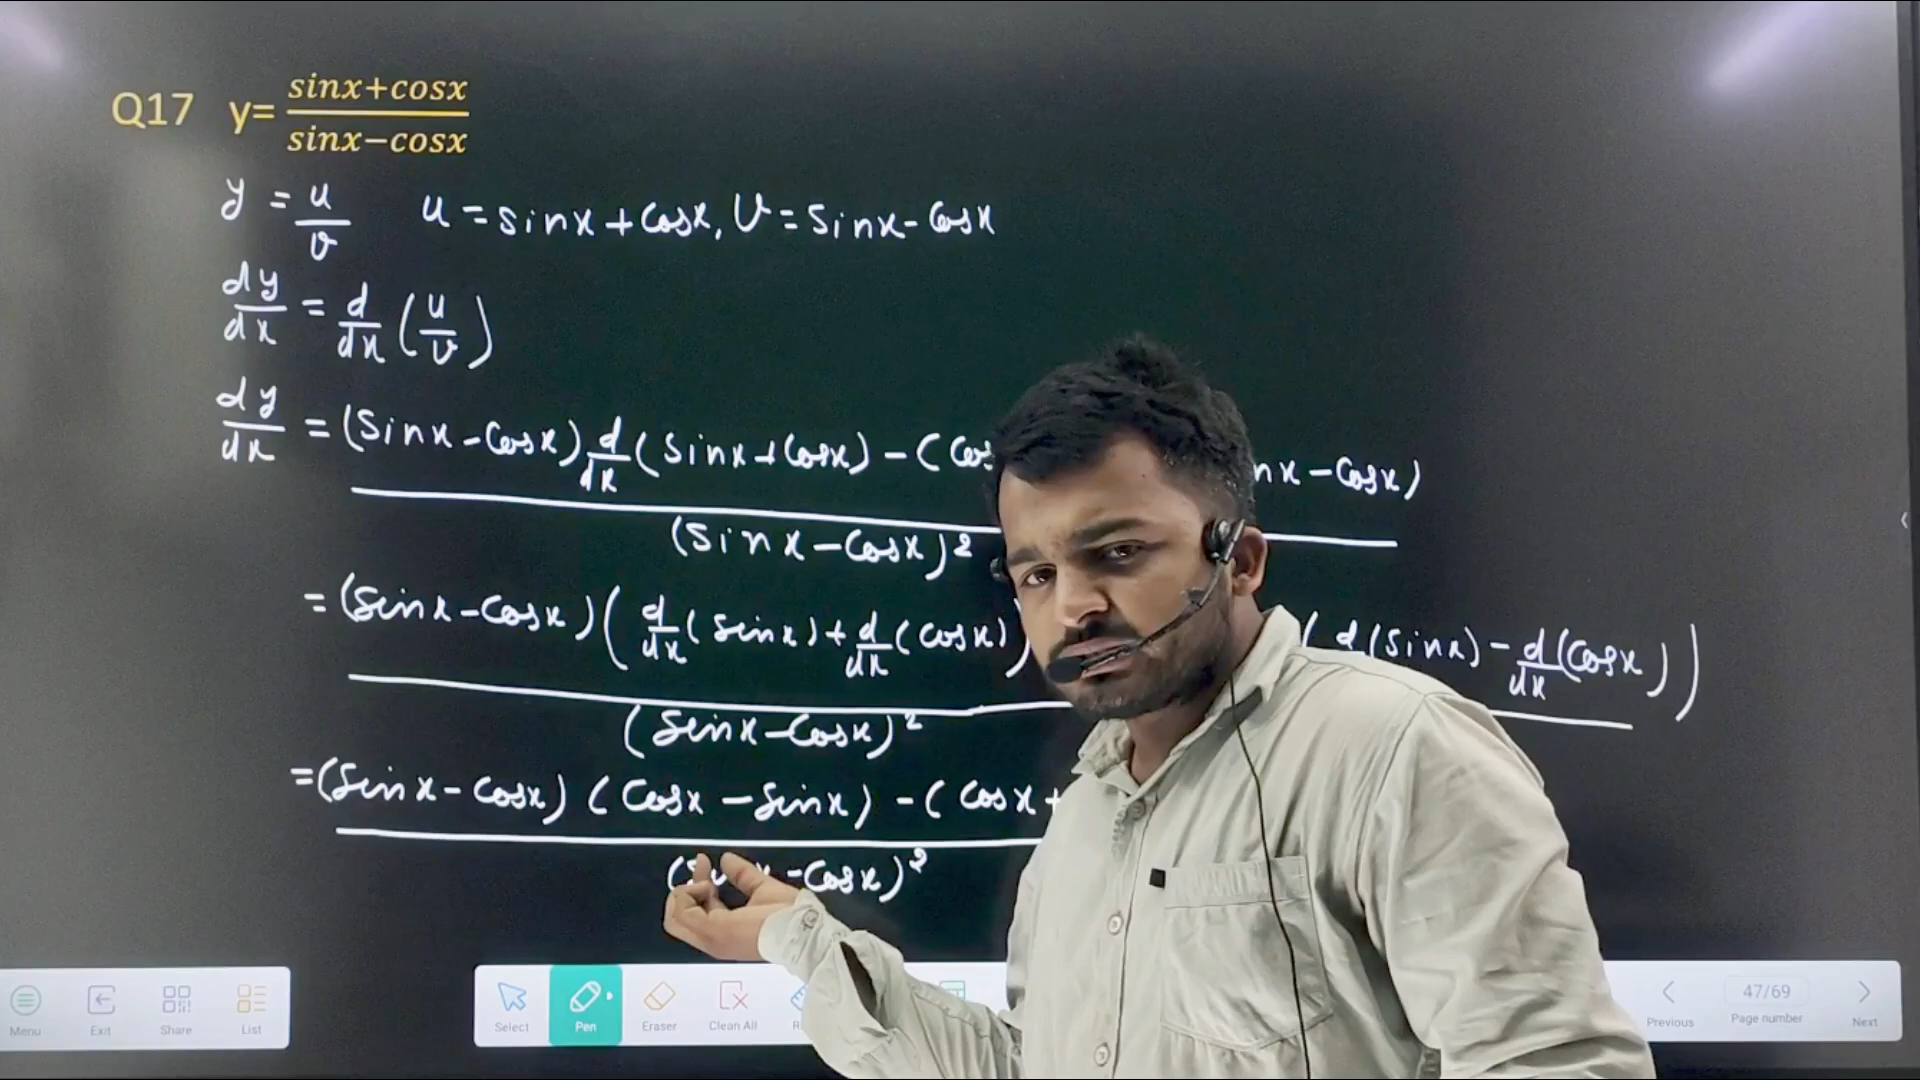 Q17 y= sinx+cosx / sinx−cosx
y = u/v u = sinx + cosx, v = sinx - cosx
dy/dx = d/dx (u/v)
dy/dx = (sinx - cosx) d/dx (sinx + cosx) - (cos nx - cosx)
(sinx - cosx)²
= (sinx - cosx) ( d/dx (sinx) + d/dx (cosx) ( d (sinx) - d/dx (cosx) )
(sinx - cosx)²
= (sinx - cosx) (cosx - sinx) - (cosx +
-cosx)²
Menu Exit Share List Select Pen Eraser Clean All Previous 47/69 Page number Next